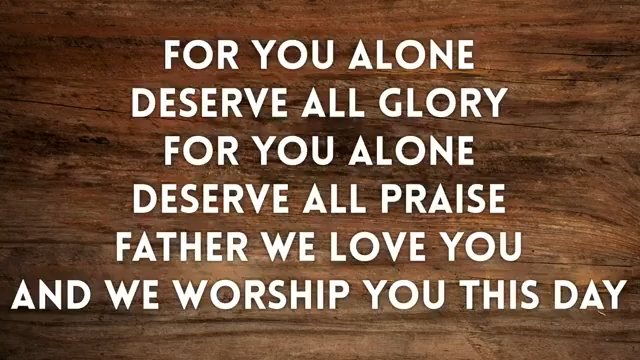 FOR YOU ALONE
DESERVE ALL GLORY
FOR YOU ALONE
DESERVE ALL PRAISE
FATHER WE LOVE YOU
AND WE WORSHIP YOU THIS DAY